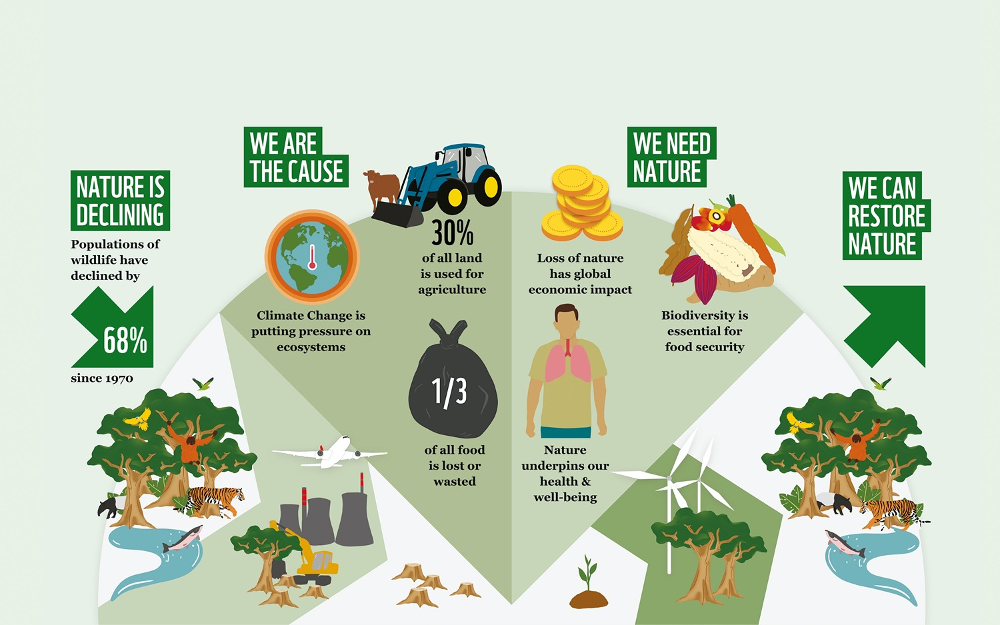 NATURE IS
DECLINING
Populations of
wildlife have
declined by
68%
since 1970
WE ARE
THE CAUSE
Climate Change is
putting pressure on
ecosystems
30%
of all land
is used for
agriculture
1/3
of all food
is lost or
wasted
WE NEED
NATURE
Loss of nature
has global
economic impact
Biodiversity is
essential for
food security
Nature
underpins our
health &
well-being
WE CAN
RESTORE
NATURE